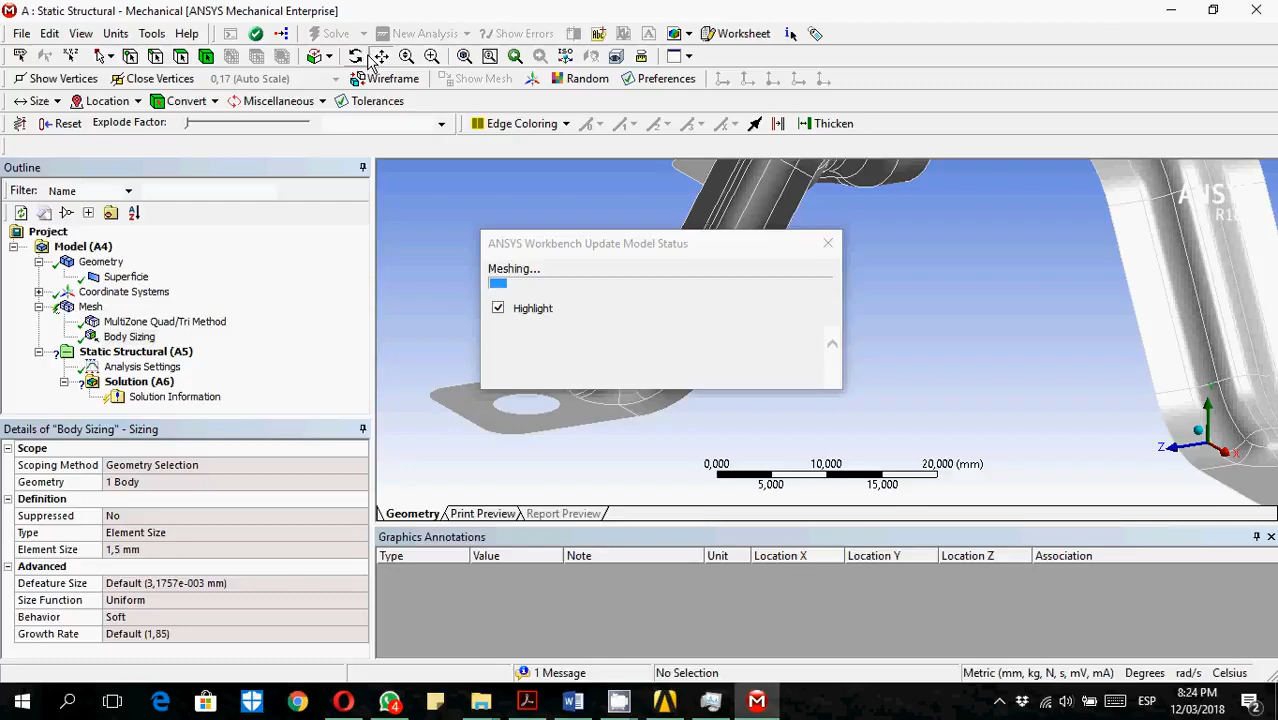 A : Static Structural - Mechanical [ANSYS Mechanical Enterprise]
File Edit View Units Tools Help Solve New Analysis Show Errors Worksheet
Show Vertices Close Vertices 0,17 (Auto Scale) Wireframe Show Mesh Random Preferences
Size Location Convert Miscellaneous Tolerances
Reset Explode Factor: Edge Coloring Thicken
Outline
Filter: Name
Project
Model (A4)
Geometry
Superficie
Coordinate Systems
Mesh
MultiZone Quad/Tri Method
Body Sizing
Static Structural (A5)
Analysis Settings
Solution (A6)
Solution Information
Details of "Body Sizing" - Sizing
Scope
Scoping Method Geometry Selection
Geometry 1 Body
Definition
Suppressed No
Type Element Size
Element Size 1,5 mm
Advanced
Defeature Size Default (3,1757e-003 mm)
Size Function Uniform
Behavior Soft
Growth Rate Default (1,85)
ANSYS Workbench Update Model Status
Meshing...
Highlight
Y
Z
X
0,000 10,000 20,000 (mm)
5,000 15,000
Geometry Print Preview Report Preview
Graphics Annotations
Type Value Note Unit Location X Location Y Location Z Association
1 Message No Selection Metric (mm, kg, N, s, mV, mA) Degrees rad/s Celsius
4
ESP
8:24 PM
12/03/2018
2